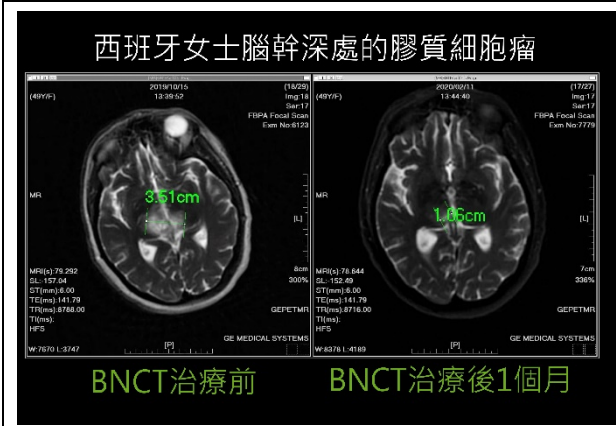 西班牙女士腦幹深處的膠質細胞瘤
2019/10/15
13:39:52
(49Y/F)
(18/29)
Img:18
Ser:17
FBPA Focal Scan
Exm No:6123
MR
3.51cm
[L]
8cm
300%
MRI(s):79.292
SL:-157.04
ST(mm):6.00
TE(ms):141.79
TR(ms):8788.00
TI(ms):
HFS
GEPETMR
GE MEDICAL SYSTEMS
W:7670 L:3747
[P]
2020/02/11
13:44:40
(49Y/F)
(17/27)
Img:17
Ser:17
FBPA Focal Scan
Exm No:7779
MR
1.66cm
[L]
7cm
336%
MRI(s):78.644
SL:-152.49
ST(mm):6.00
TE(ms):141.79
TR(ms):8716.00
TI(ms):
HFS
GEPETMR
GE MEDICAL SYSTEMS
W:8378 L:4189
[P]
BNCT治療前
BNCT治療後1個月